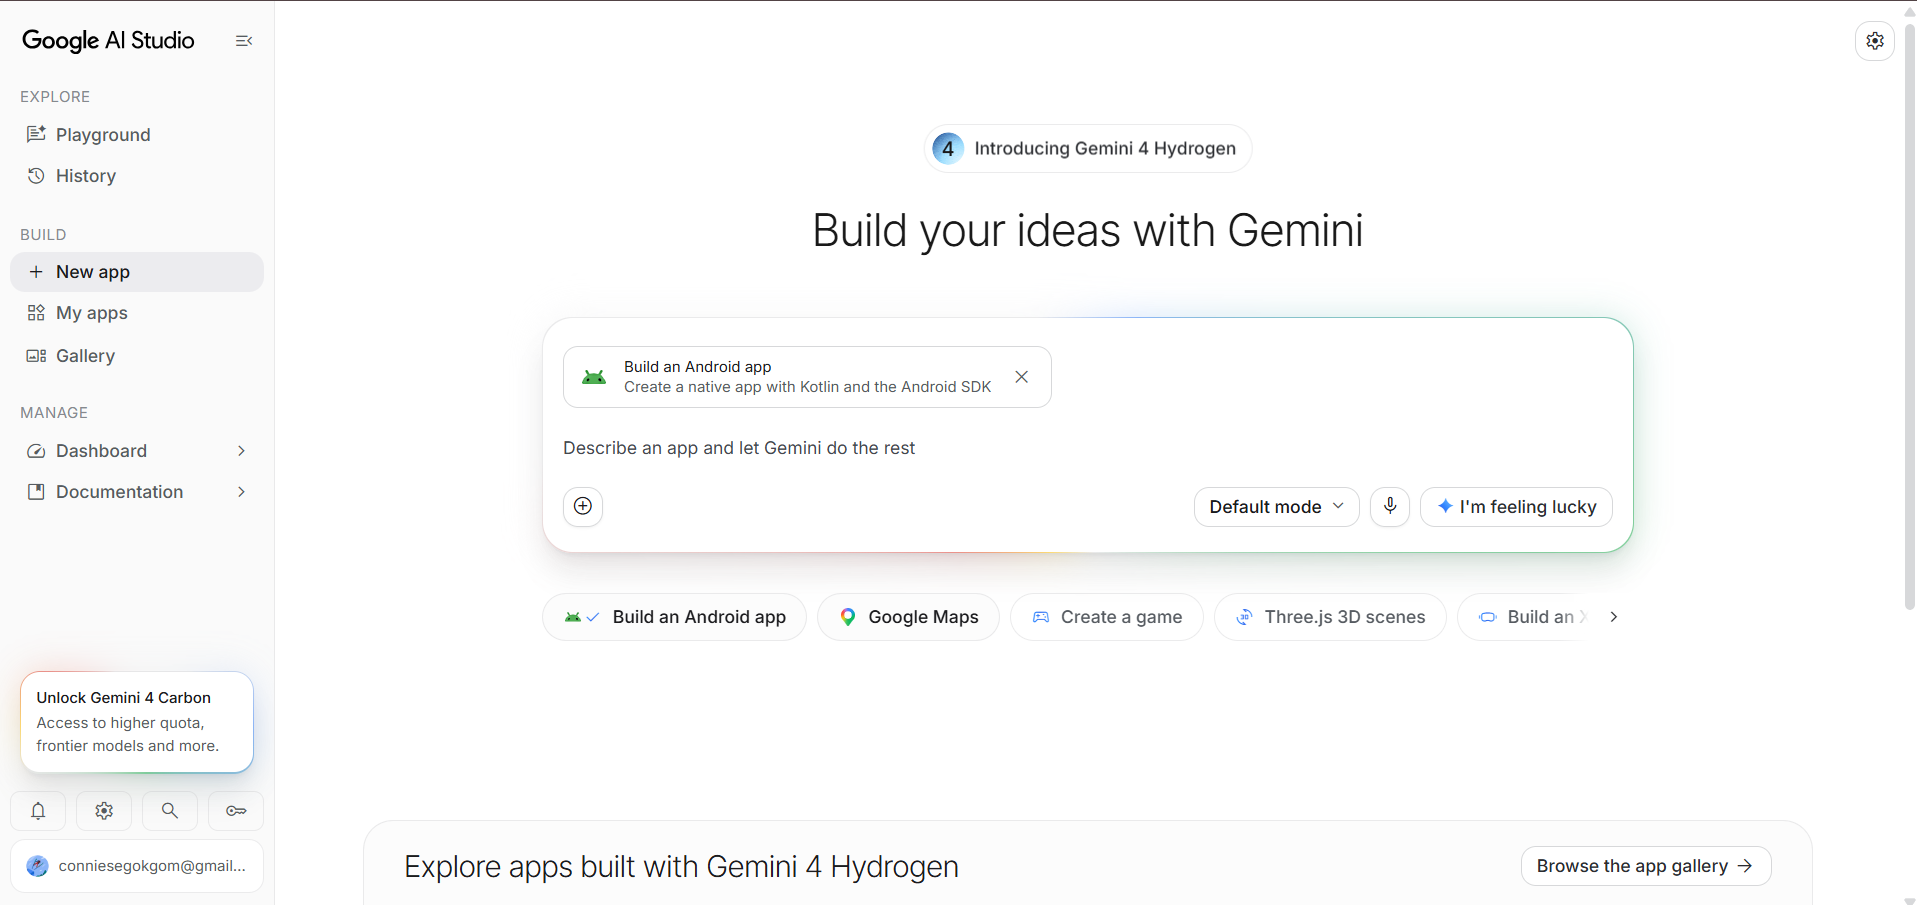 Google AI Studio
EXPLORE
Playground
History
BUILD
New app
My apps
Gallery
MANAGE
Dashboard
Documentation
Unlock Gemini 4 Carbon
Access to higher quota,
frontier models and more.
conniesegokgom@gmail...
4 Introducing Gemini 4 Hydrogen
Build your ideas with Gemini
Build an Android app
Create a native app with Kotlin and the Android SDK
Describe an app and let Gemini do the rest
Default mode
I'm feeling lucky
Build an Android app
Google Maps
Create a game
Three.js 3D scenes
Build an X
Explore apps built with Gemini 4 Hydrogen
Browse the app gallery